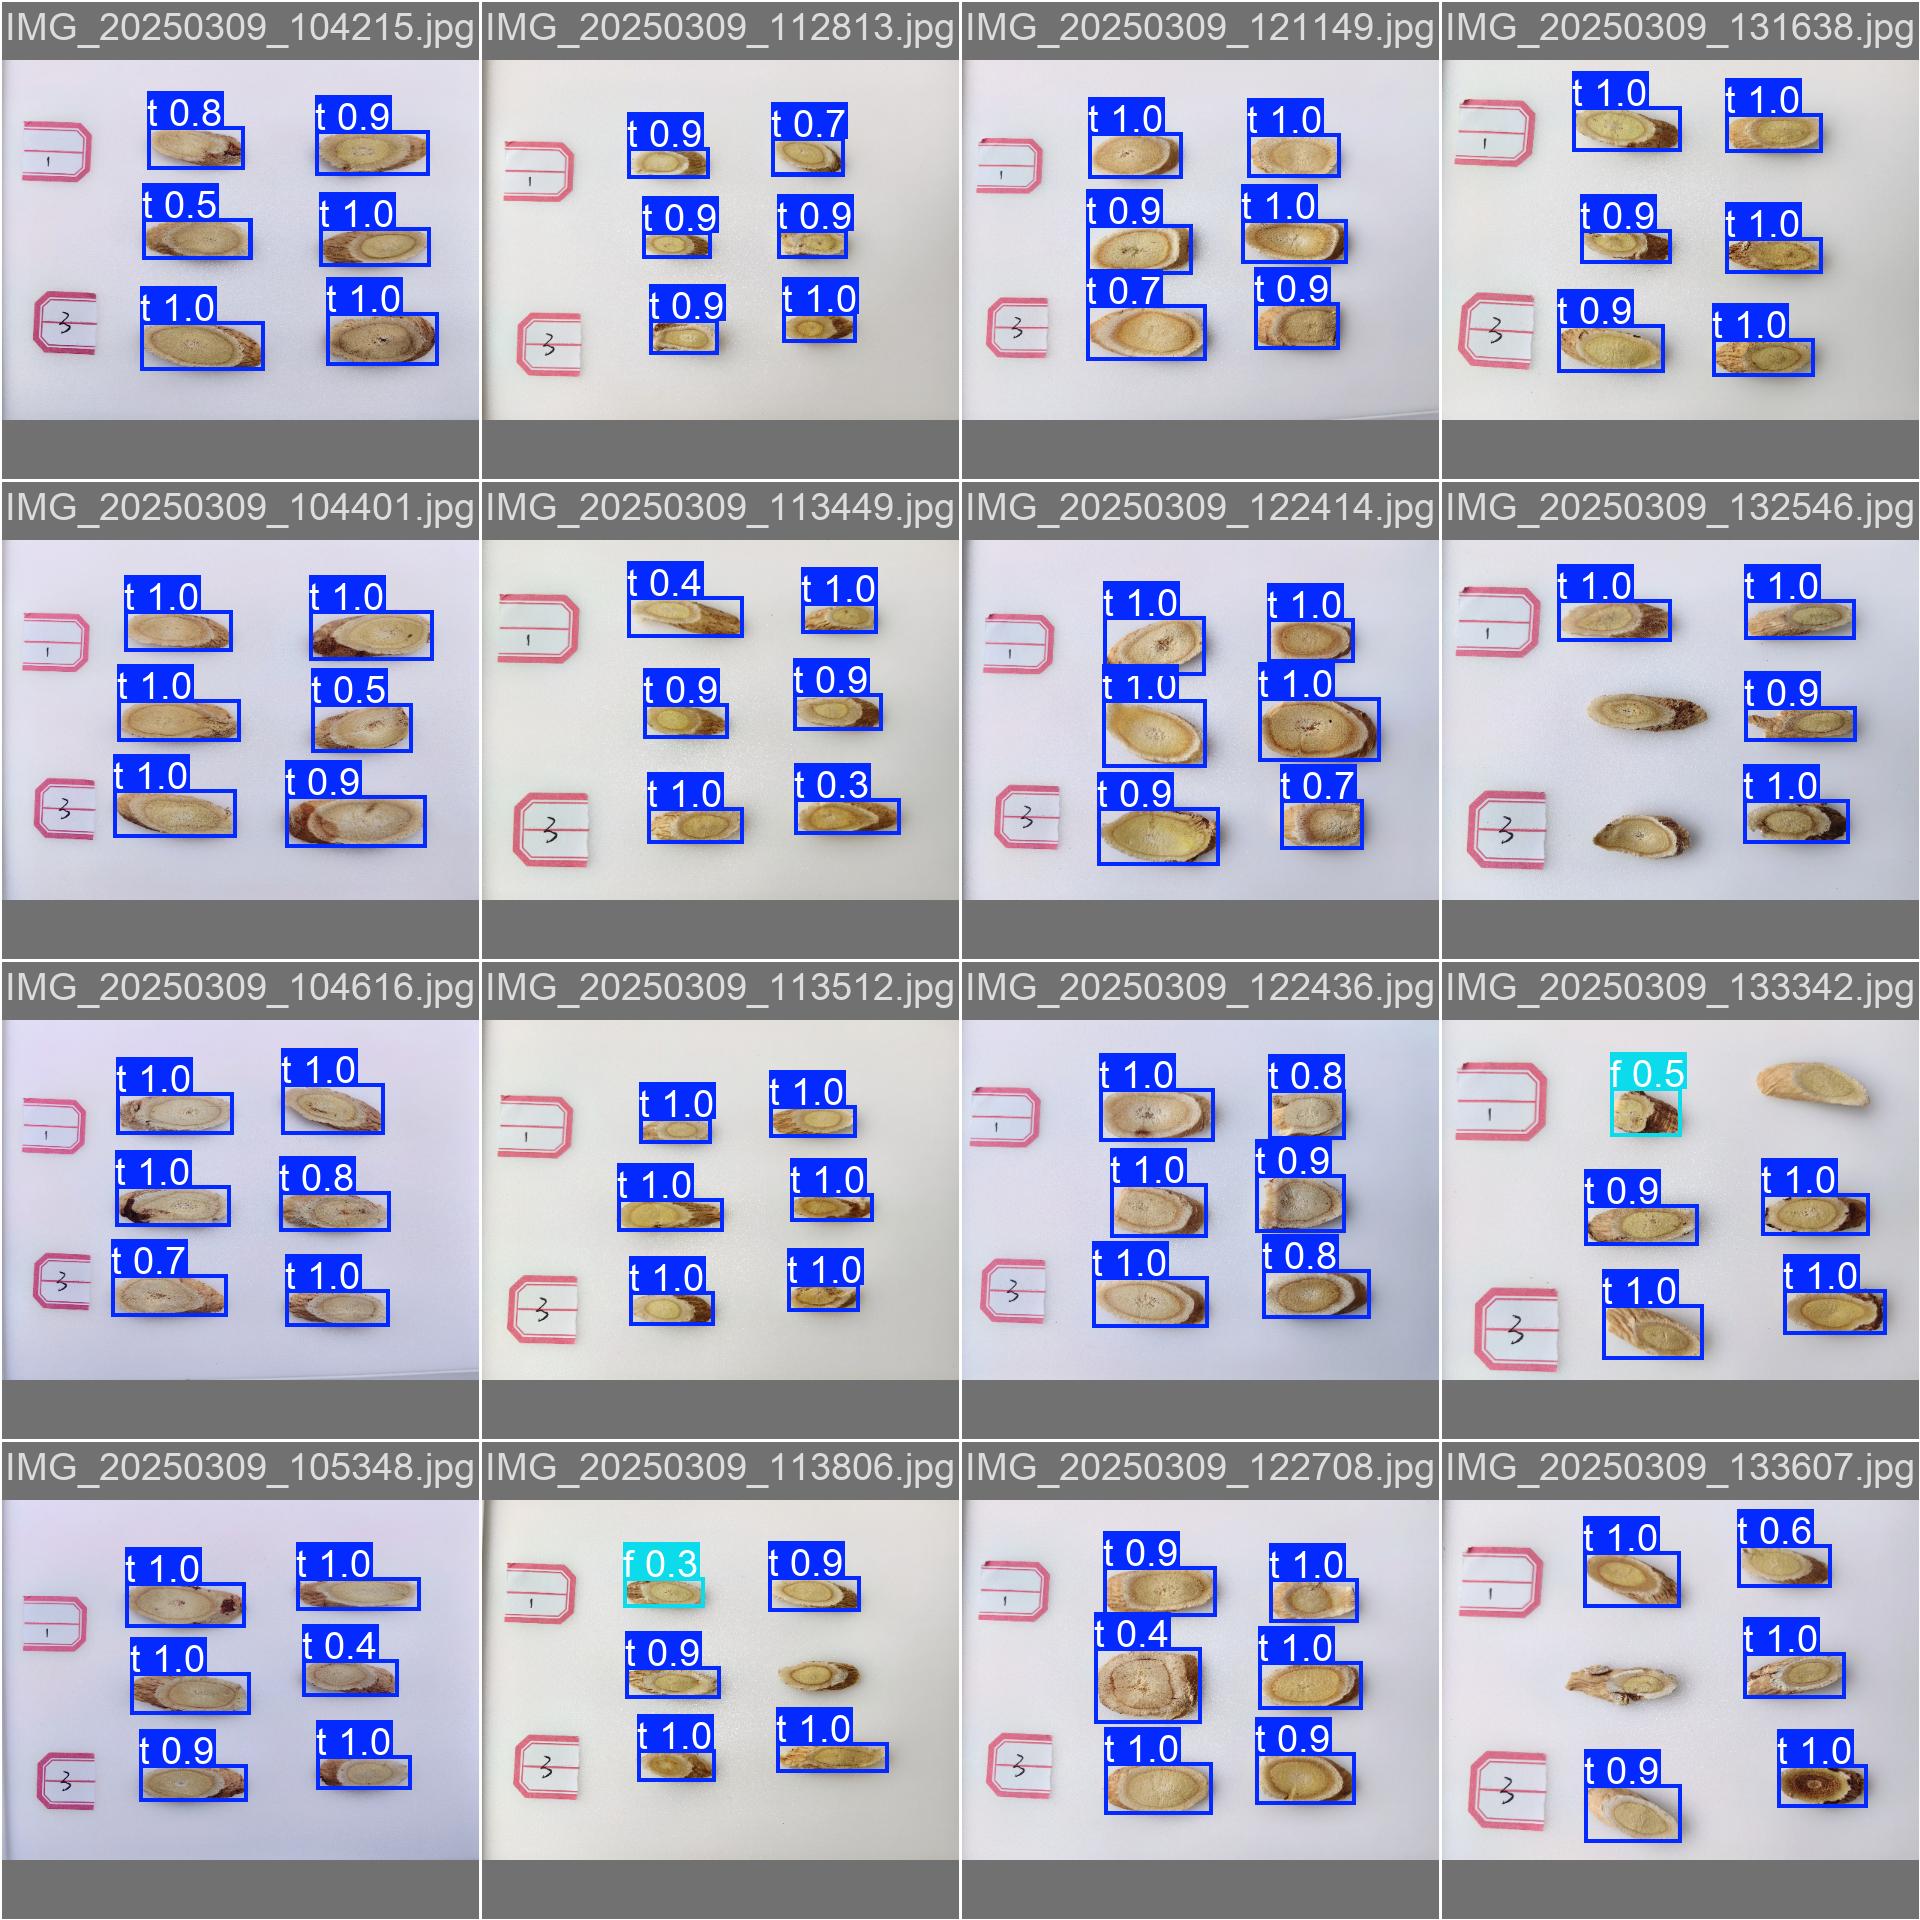 IMG_20250309_104215.jpg
t 0.8
t 0.9
1
t 0.5
t 1.0
3
t 1.0
t 1.0
IMG_20250309_112813.jpg
t 0.9
t 0.7
1
t 0.9
t 0.9
3
t 0.9
t 1.0
IMG_20250309_121149.jpg
t 1.0
t 1.0
1
t 0.9
t 1.0
3
t 0.7
t 0.9
IMG_20250309_131638.jpg
t 1.0
t 1.0
1
t 0.9
t 1.0
3
t 0.9
t 1.0
IMG_20250309_104401.jpg
t 1.0
t 1.0
1
t 1.0
t 0.5
3
t 1.0
t 0.9
IMG_20250309_113449.jpg
t 0.4
t 1.0
1
t 0.9
t 0.9
3
t 1.0
t 0.3
IMG_20250309_122414.jpg
t 1.0
t 1.0
1
t 1.0
t 1.0
3
t 0.9
t 0.7
IMG_20250309_132546.jpg
t 1.0
t 1.0
1
t 0.9
3
t 1.0
IMG_20250309_104616.jpg
t 1.0
t 1.0
1
t 1.0
t 0.8
3
t 0.7
t 1.0
IMG_20250309_113512.jpg
t 1.0
t 1.0
1
t 1.0
t 1.0
3
t 1.0
t 1.0
IMG_20250309_122436.jpg
t 1.0
t 0.8
1
t 1.0
t 0.9
3
t 1.0
t 0.8
IMG_20250309_133342.jpg
f 0.5
1
t 0.9
t 1.0
3
t 1.0
t 1.0
IMG_20250309_105348.jpg
t 1.0
t 1.0
1
t 1.0
t 0.4
3
t 0.9
t 1.0
IMG_20250309_113806.jpg
f 0.3
t 0.9
1
t 0.9
3
t 1.0
t 1.0
IMG_20250309_122708.jpg
t 0.9
t 1.0
1
t 0.4
t 1.0
3
t 1.0
t 0.9
IMG_20250309_133607.jpg
t 1.0
t 0.6
1
t 1.0
3
t 0.9
t 1.0